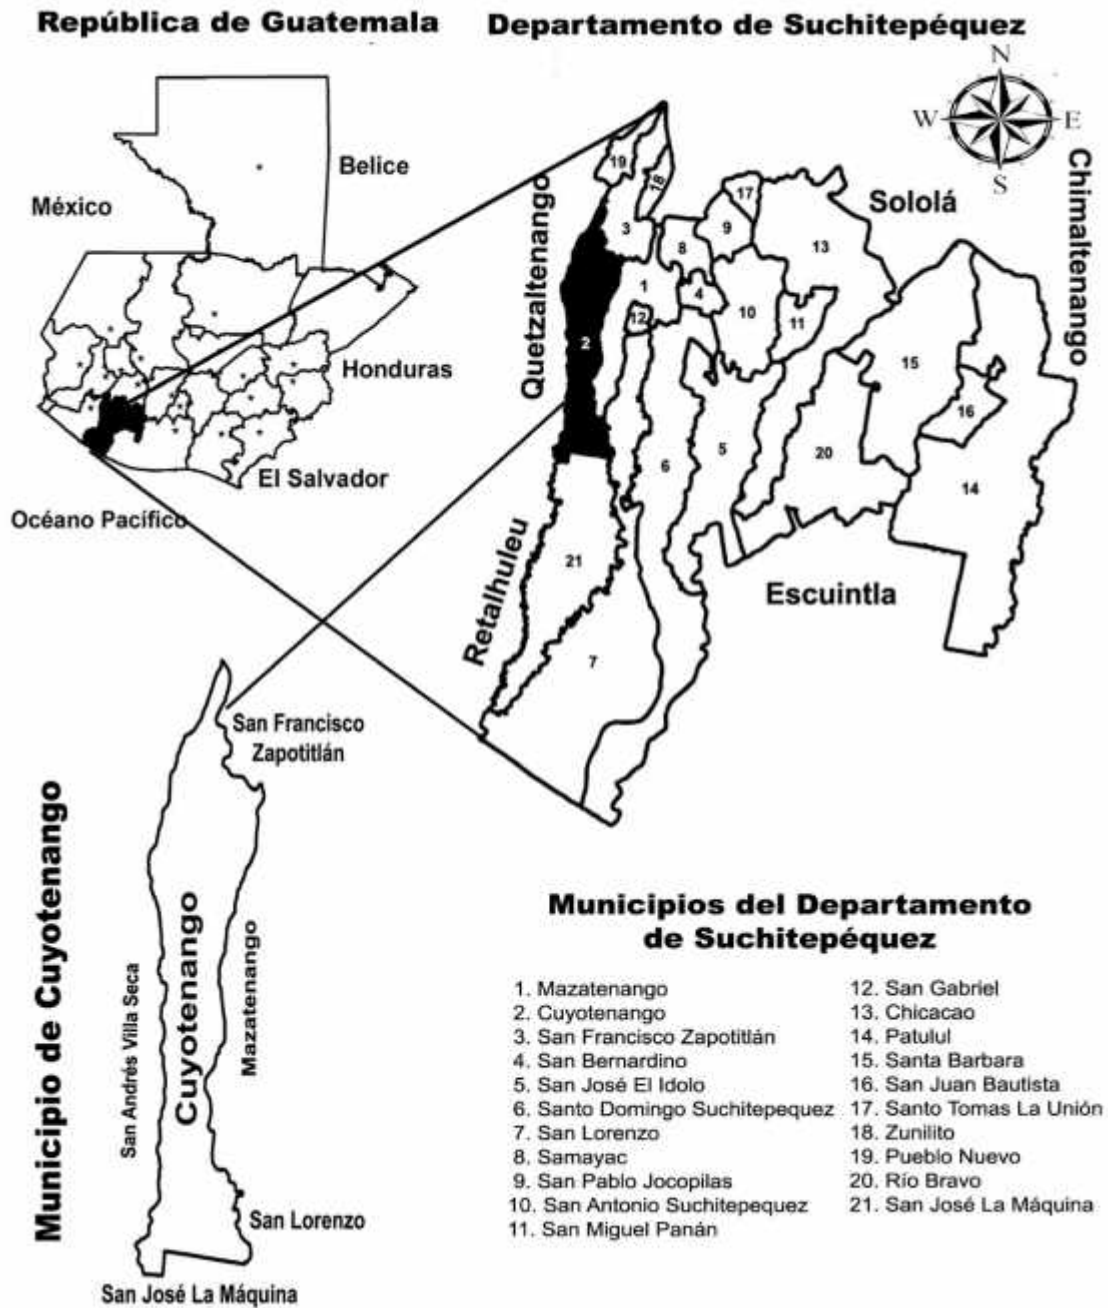 República de Guatemala
Departamento de Suchitepéquez
N
W
E
S
México
Belice
Honduras
El Salvador
Océano Pacífico
Quetzaltenango
Sololá
Chimaltenango
Retalhuleu
Escuintla
19
18
17
3
8
9
13
1
4
12
10
11
2
15
16
6
5
20
14
21
7
Municipio de Cuyotenango
San Francisco
Zapotitlán
San Andrés Villa Seca
Cuyotenango
Mazatenango
San Lorenzo
San José La Máquina
Municipios del Departamento
de Suchitepéquez
1. Mazatenango
2. Cuyotenango
3. San Francisco Zapotitlán
4. San Bernardino
5. San José El Idolo
6. Santo Domingo Suchitepequez
7. San Lorenzo
8. Samayac
9. San Pablo Jocopilas
10. San Antonio Suchitepequez
11. San Miguel Panán
12. San Gabriel
13. Chicacao
14. Patulul
15. Santa Barbara
16. San Juan Bautista
17. Santo Tomas La Unión
18. Zunilito
19. Pueblo Nuevo
20. Río Bravo
21. San José La Máquina